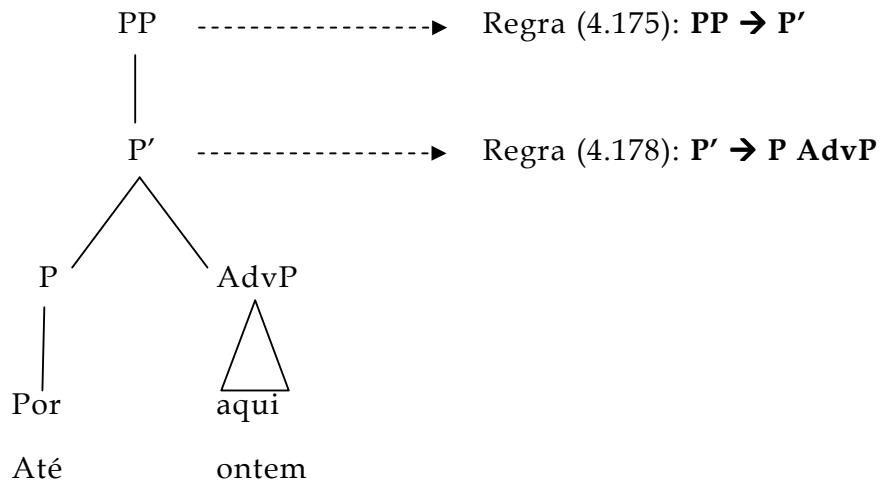 PP Regra (4.175): PP → P’
P’ Regra (4.178): P’ → P AdvP
P AdvP
Por aqui
Até ontem